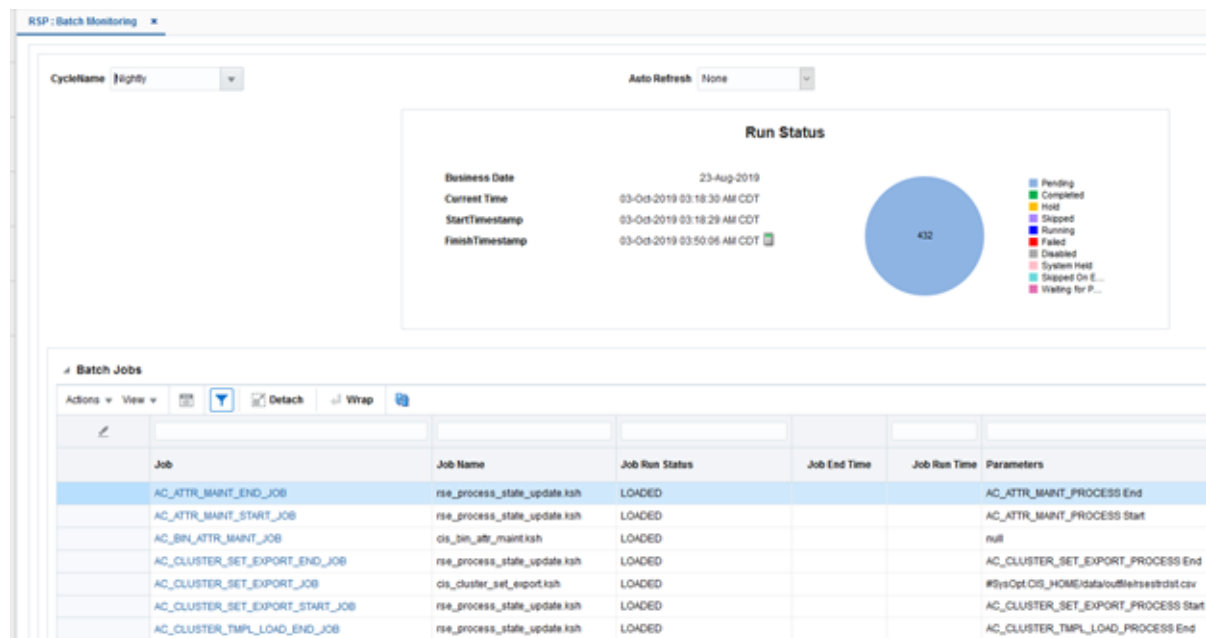 RSP : Batch Monitoring ×
CycleName Nightly
Auto Refresh None
Run Status
Business Date 23-Aug-2019
Current Time 03-Oct-2019 03:18:30 AM CDT
StartTimestamp 03-Oct-2019 03:18:29 AM CDT
FinishTimestamp 03-Oct-2019 03:50:06 AM CDT
432
Pending
Completed
Hold
Skipped
Running
Failed
Disabled
System Held
Skipped On E...
Waiting for P...
Batch Jobs
Actions View Detach Wrap
Job Job Name Job Run Status Job End Time Job Run Time Parameters
AC_ATTR_MAINT_END_JOB rse_process_state_update.ksh LOADED AC_ATTR_MAINT_PROCESS End
AC_ATTR_MAINT_START_JOB rse_process_state_update.ksh LOADED AC_ATTR_MAINT_PROCESS Start
AC_BIN_ATTR_MAINT_JOB cis_bin_attr_maint.ksh LOADED null
AC_CLUSTER_SET_EXPORT_END_JOB rse_process_state_update.ksh LOADED AC_CLUSTER_SET_EXPORT_PROCESS End
AC_CLUSTER_SET_EXPORT_JOB cis_cluster_set_export.ksh LOADED #SysOpt.CIS_HOME/data/outfile/rsestrclst.csv
AC_CLUSTER_SET_EXPORT_START_JOB rse_process_state_update.ksh LOADED AC_CLUSTER_SET_EXPORT_PROCESS Start
AC_CLUSTER_TMPL_LOAD_END_JOB rse_process_state_update.ksh LOADED AC_CLUSTER_TMPL_LOAD_PROCESS End